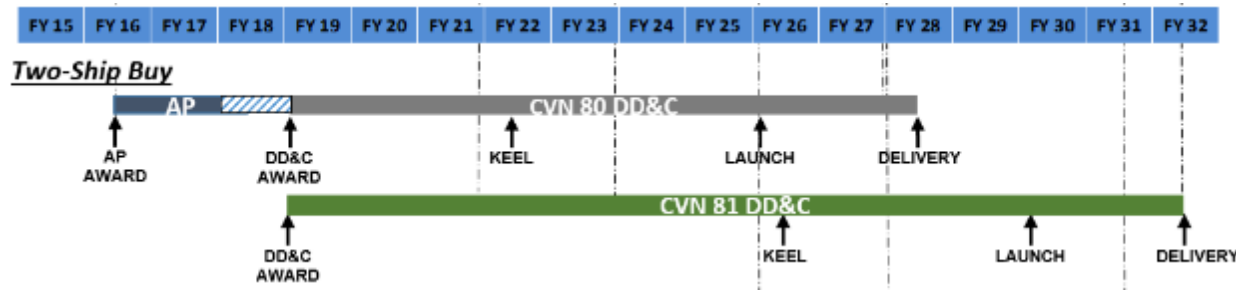 FY 15 FY 16 FY 17 FY 18 FY 19 FY 20 FY 21 FY 22 FY 23 FY 24 FY 25 FY 26 FY 27 FY 28 FY 29 FY 30 FY 31 FY 32
Two-Ship Buy
AP CVN 80 DD&C
AP
AWARD
DD&C
AWARD
KEEL
LAUNCH
DELIVERY
CVN 81 DD&C
DD&C
AWARD
KEEL
LAUNCH
DELIVERY